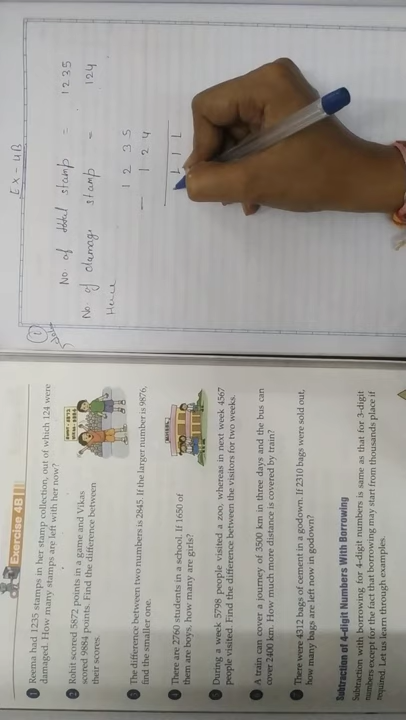 Ex - 4B
①
Soln
No of total stamp = 1235
No. of damage stamp = 124
Hence
1 2 3 5
- 1 2 4
1 1 1
Exercise 4B
1 Reema had 1235 stamps in her stamp collection, out of which 124 were
damaged. How many stamps are left with her now?
2 Rohit scored 5872 points in a game and Vikas
scored 9884 points. Find the difference between
their scores.
3 The difference between two numbers is 2845. If the larger number is 9876,
find the smaller one.
4 There are 2760 students in a school. If 1650 of
them are boys, how many are girls?
SCHOOL
5 During a week 5798 people visited a zoo, whereas in next week 4567
people visited. Find the difference between the visitors for two weeks.
6 A train can cover a journey of 3500 km in three days and the bus can
cover 2400 km. How much more distance is covered by train?
7 There were 4312 bags of cement in a godown. If 2310 bags were sold out,
how many bags are left now in godown?
Subtraction of 4-digit Numbers With Borrowing
Subtraction with borrowing for 4-digit numbers is same as that for 3-digit
numbers except for the fact that borrowing may start from thousands place if
required. Let us learn through examples.